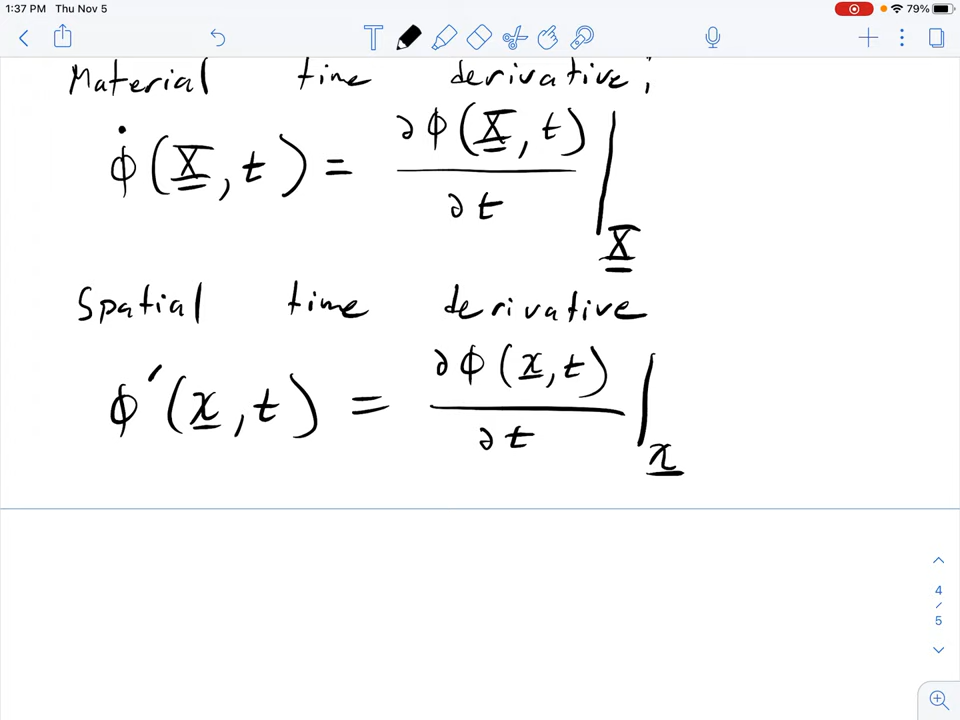 1:37 PM Thu Nov 5
79%
T
Material time derivative;
ϕ̇(X̲,t) = ∂ϕ(X̲,t)/∂t |X̲
Spatial time derivative
ϕ′(x̲,t) = ∂ϕ(x̲,t)/∂t |x̲
4
/
5